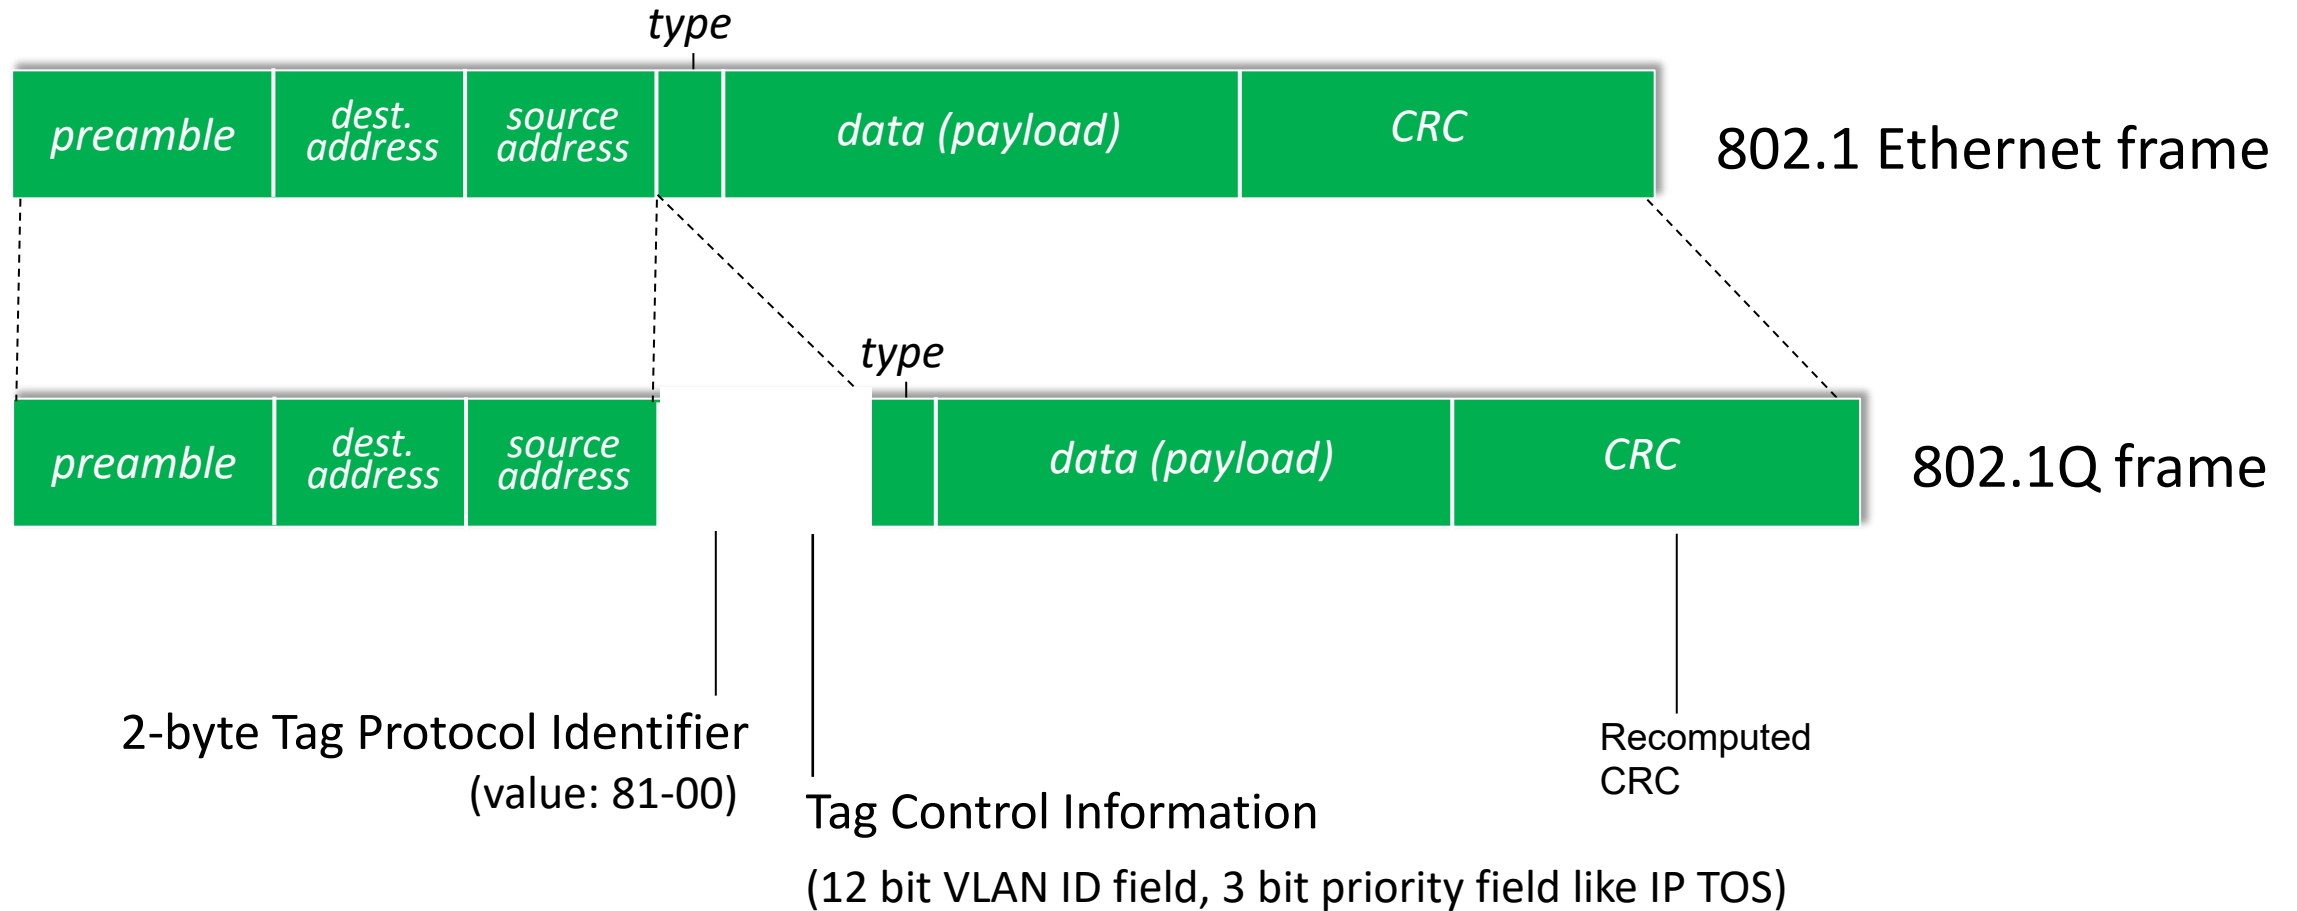 type
preamble
dest.
address
source
address
data (payload)
CRC
802.1 Ethernet frame
type
preamble
dest.
address
source
address
data (payload)
CRC
802.1Q frame
2-byte Tag Protocol Identifier
(value: 81-00)
Tag Control Information
(12 bit VLAN ID field, 3 bit priority field like IP TOS)
Recomputed
CRC